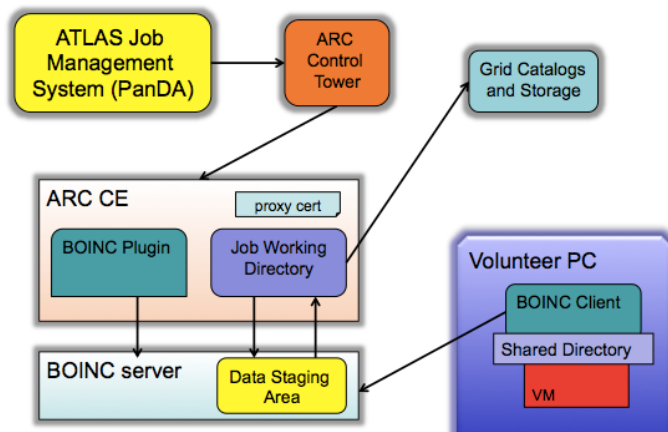 ATLAS Job
Management
System (PanDA)
ARC
Control
Tower
Grid Catalogs
and Storage
ARC CE
proxy cert
BOINC Plugin
Job Working
Directory
Volunteer PC
BOINC Client
Shared Directory
VM
BOINC server
Data Staging
Area